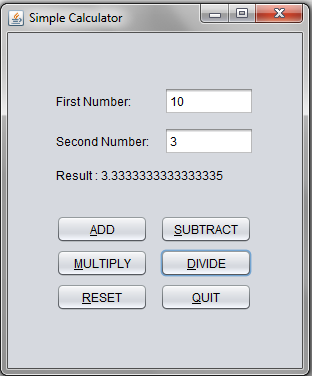 Simple Calculator
First Number: 10
Second Number: 3
Result : 3.3333333333333335
ADD SUBTRACT
MULTIPLY DIVIDE
RESET QUIT